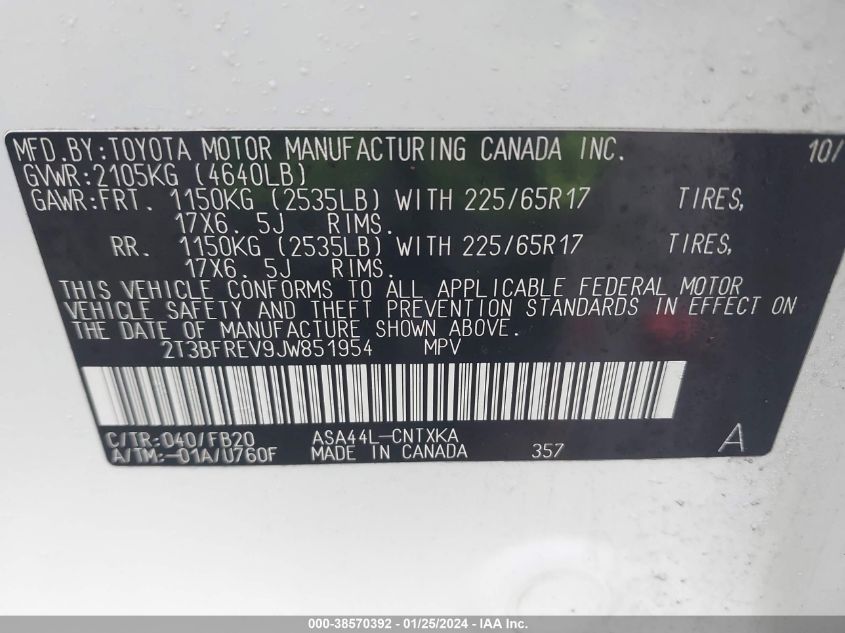 MFD.BY:TOYOTA MOTOR MANUFACTURING CANADA INC. 10/
GVWR:2105KG (4640LB)
GAWR:FRT. 1150KG (2535LB) WITH 225/65R17 TIRES,
17X6. 5J RIMS.
RR. 1150KG (2535LB) WITH 225/65R17 TIRES,
17X6. 5J RIMS.
THIS VEHICLE CONFORMS TO ALL APPLICABLE FEDERAL MOTOR
VEHICLE SAFETY AND THEFT PREVENTION STANDARDS IN EFFECT ON
THE DATE OF MANUFACTURE SHOWN ABOVE.
2T3BFREV9JW851954 MPV
C/TR:040/FB20 ASA44L-CNTXKA
A/TM:-01A/U760F MADE IN CANADA 357 A
000-38570392 - 01/25/2024 - IAA Inc.